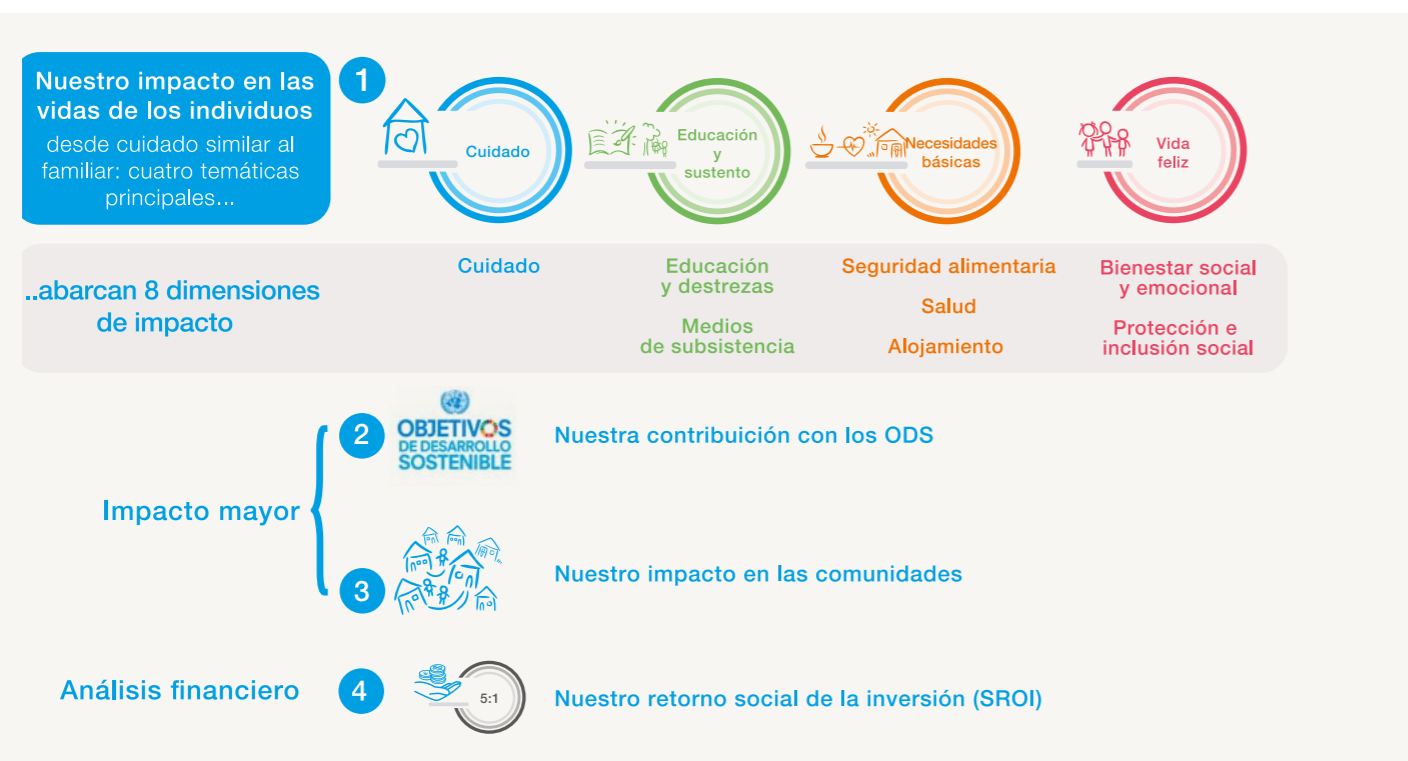 Nuestro impacto en las
vidas de los individuos
desde cuidado similar al
familiar: cuatro temáticas
principales...
1
Cuidado
Educación
y
sustento
Necesidades
básicas
Vida
feliz
..abarcan 8 dimensiones
de impacto
Cuidado
Educación
y destrezas
Medios
de subsistencia
Seguridad alimentaria
Salud
Alojamiento
Bienestar social
y emocional
Protección e
inclusión social
Impacto mayor
2
OBJETIVOS
DE DESARROLLO
SOSTENIBLE
Nuestra contribuición con los ODS
3
Nuestro impacto en las comunidades
Análisis financiero
4
5:1
Nuestro retorno social de la inversión (SROI)